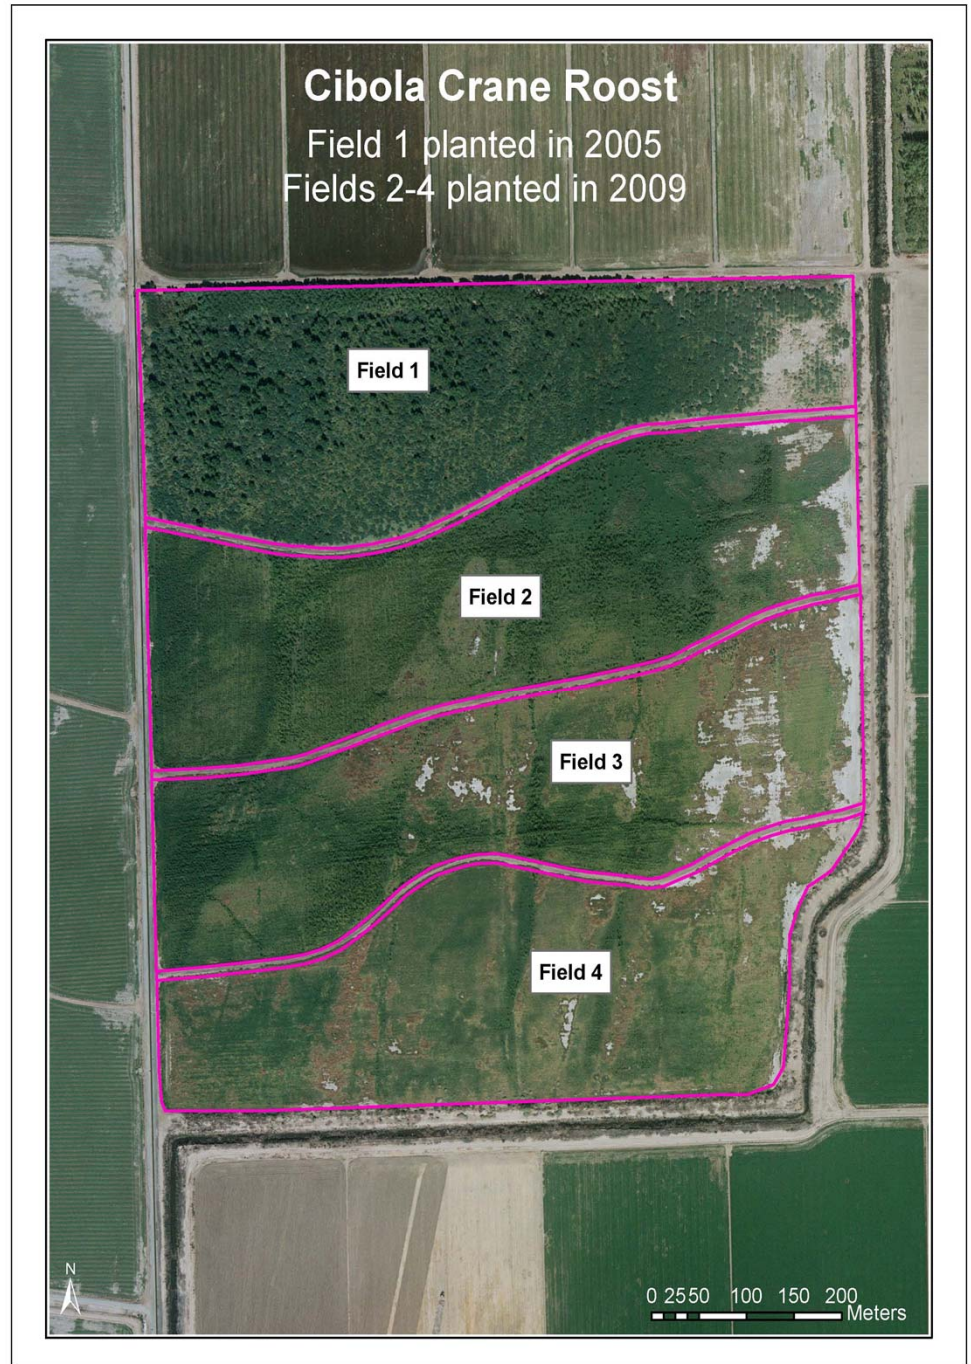 Cibola Crane Roost
Field 1 planted in 2005
Fields 2-4 planted in 2009
Field 1
Field 2
Field 3
Field 4
N
0 25 50 100 150 200
Meters